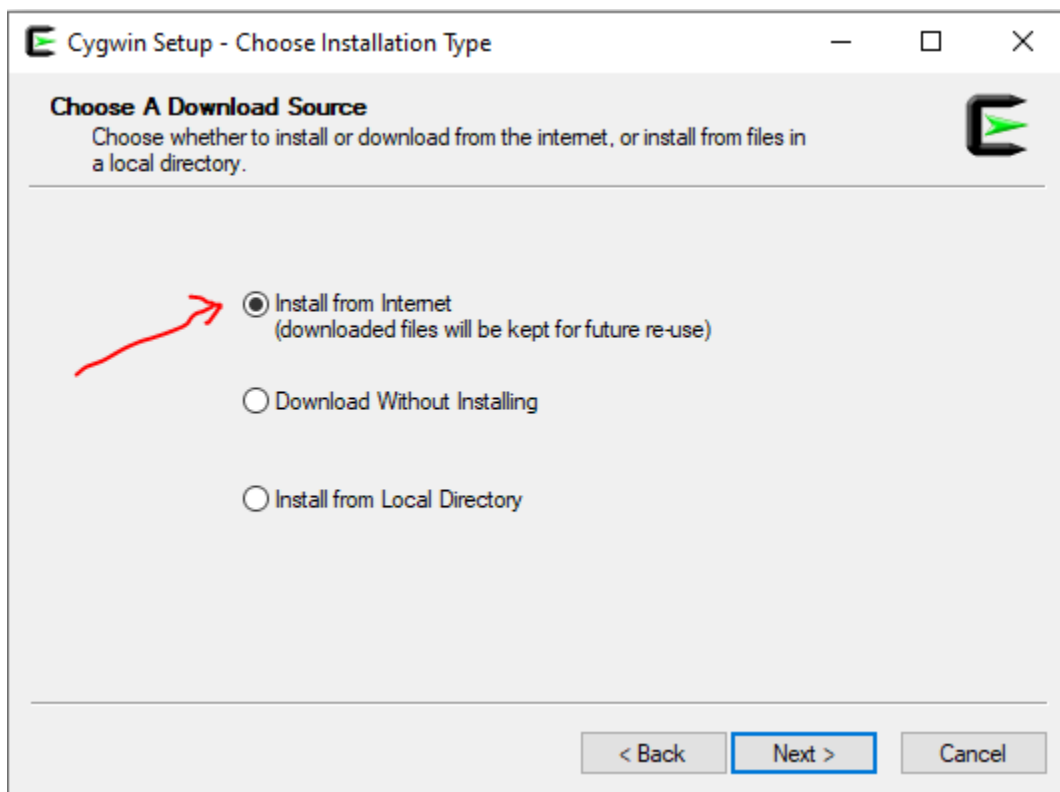 Cygwin Setup - Choose Installation Type
Choose A Download Source
Choose whether to install or download from the internet, or install from files in
a local directory.
Install from Internet
(downloaded files will be kept for future re-use)
Download Without Installing
Install from Local Directory
< Back Next > Cancel